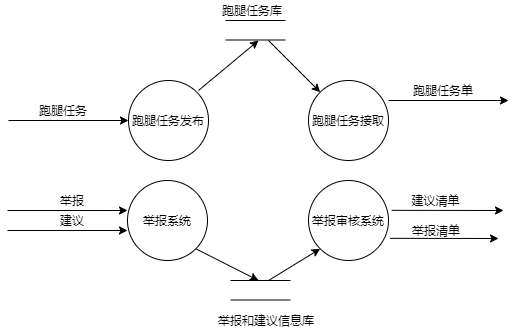 跑腿任务库
跑腿任务
跑腿任务发布
跑腿任务接取
跑腿任务单
举报
建议
举报系统
举报审核系统
建议清单
举报清单
举报和建议信息库